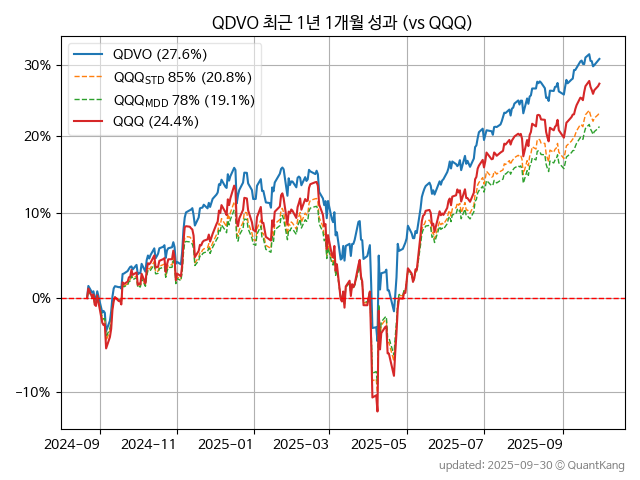 QDVO 최근 1년 1개월 성과 (vs QQQ)
QDVO (27.6%)
QQQSTD 85% (20.8%)
QQQMDD 78% (19.1%)
QQQ (24.4%)
30%
20%
10%
0%
−10%
2024−09 2024−11 2025−01 2025−03 2025−05 2025−07 2025−09
updated: 2025−09−30 © QuantKang